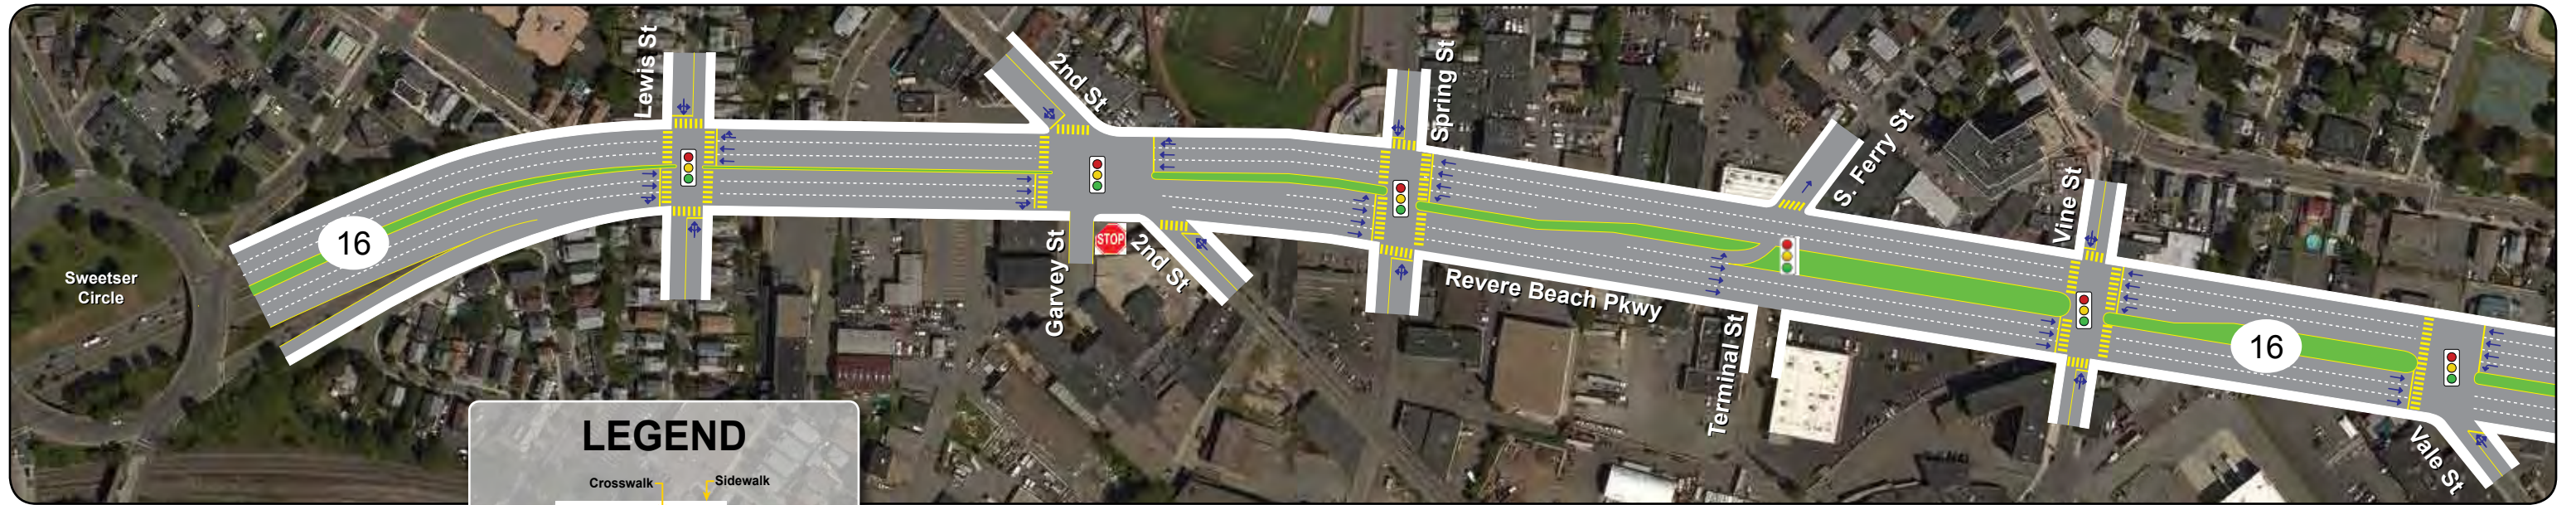 Lewis St
2nd St
Spring St
S. Ferry St
Vine St
16
Sweetser
Circle
STOP
Garvey St
2nd St
Revere Beach Pkwy
Terminal St
16
Vale St
LEGEND
Crosswalk
Sidewalk